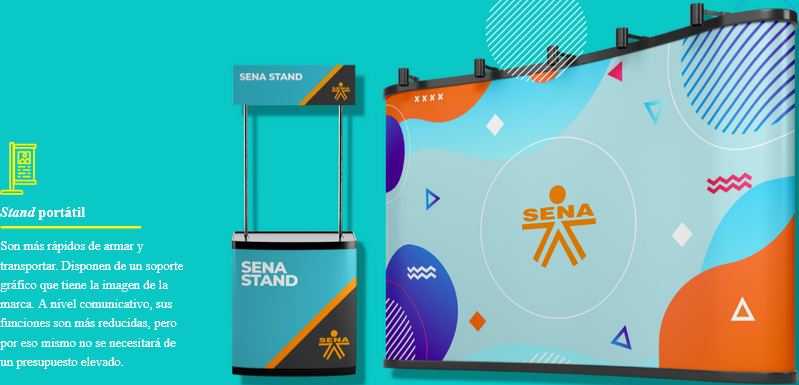 SENA STAND
SENA
xxxx
SENA
SENA
STAND
SENA
Stand portátil
Son más rápidos de armar y
transportar. Disponen de un soporte
gráfico que tiene la imagen de la
marca. A nivel comunicativo, sus
funciones son más reducidas, pero
por eso mismo no se necesitará de
un presupuesto elevado.